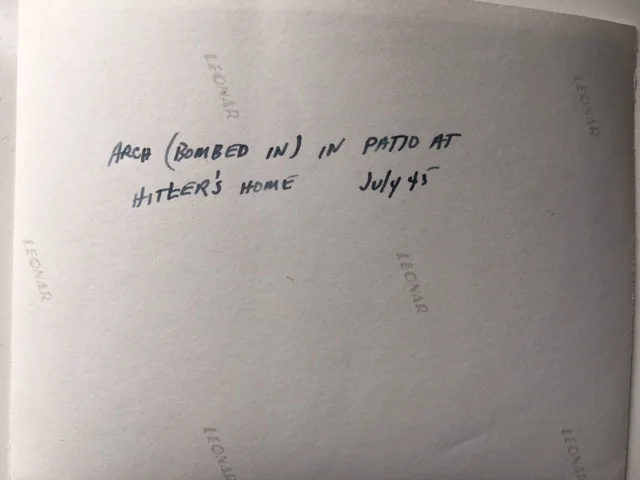 LEONAR
LEONAR
ARCH (BOMBED IN) IN PATIO AT
HITLER'S HOME July 45
LEONAR
LEONAR
LEONAR
LEONAR